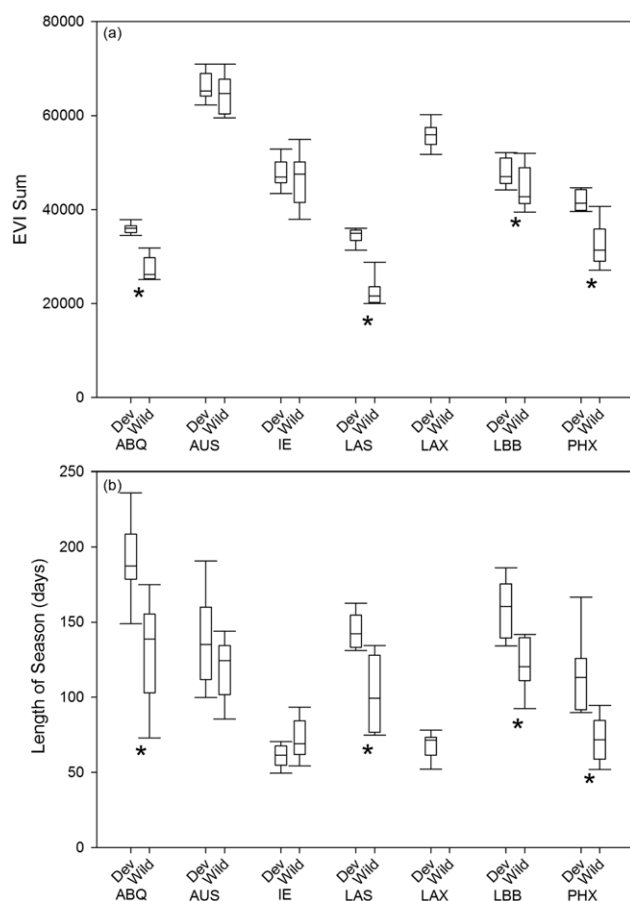 (a)
80000
60000
40000
20000
0
EVI Sum
Dev Wild Dev Wild Dev Wild Dev Wild Dev Wild Dev Wild Dev Wild
ABQ AUS IE LAS LAX LBB PHX
* * * *
(b)
250
200
150
100
50
0
Length of Season (days)
* * * *
Dev Wild Dev Wild Dev Wild Dev Wild Dev Wild Dev Wild Dev Wild
ABQ AUS IE LAS LAX LBB PHX